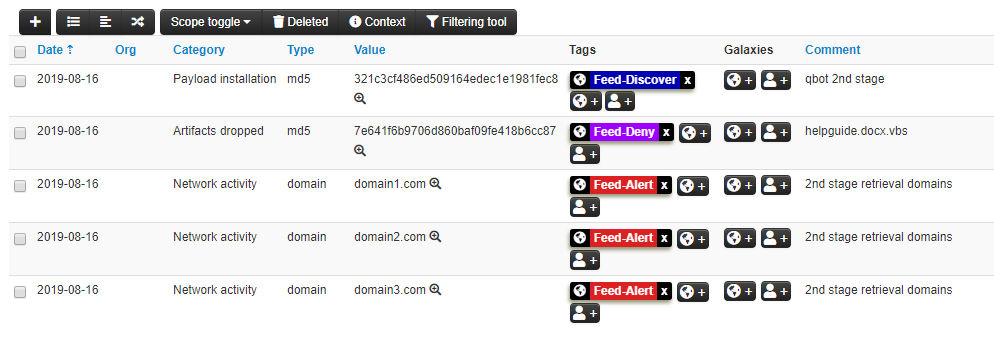 + Scope toggle Deleted Context Filtering tool
Date Org Category Type Value Tags Galaxies Comment
2019-08-16 Payload installation md5 321c3cf486ed509164edec1e1981fec8 Feed-Discover x + + qbot 2nd stage
+ +
2019-08-16 Artifacts dropped md5 7e641f6b9706d860baf09fe418b6cc87 Feed-Deny x + + + helpguide.docx.vbs
+
2019-08-16 Network activity domain domain1.com Feed-Alert x + + + 2nd stage retrieval domains
+
2019-08-16 Network activity domain domain2.com Feed-Alert x + + + 2nd stage retrieval domains
+
2019-08-16 Network activity domain domain3.com Feed-Alert x + + + 2nd stage retrieval domains
+